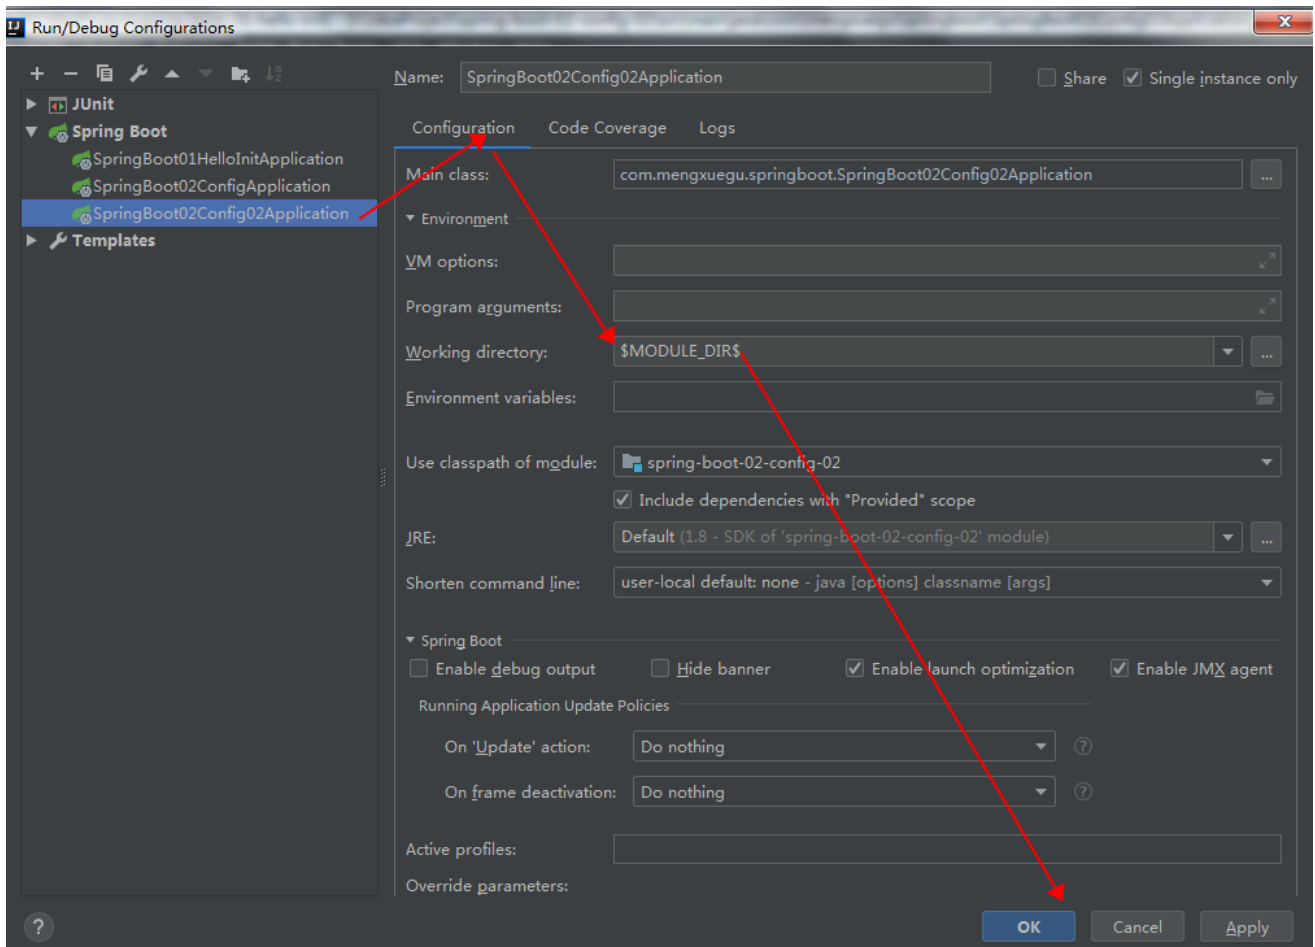 Run/Debug Configurations
JUnit
Spring Boot
SpringBoot01HelloInitApplication
SpringBoot02ConfigApplication
SpringBoot02Config02Application
Templates
Name: SpringBoot02Config02Application
Share
Single instance only
Configuration Code Coverage Logs
Main class: com.mengxuegu.springboot.SpringBoot02Config02Application ...
Environment
VM options:
Program arguments:
Working directory: $MODULE_DIR$ ...
Environment variables:
Use classpath of module: spring-boot-02-config-02
Include dependencies with "Provided" scope
JRE: Default (1.8 - SDK of 'spring-boot-02-config-02' module) ...
Shorten command line: user-local default: none - java [options] classname [args]
Spring Boot
Enable debug output Hide banner Enable launch optimization Enable JMX agent
Running Application Update Policies
On 'Update' action: Do nothing ?
On frame deactivation: Do nothing ?
Active profiles:
Override parameters:
? OK Cancel Apply